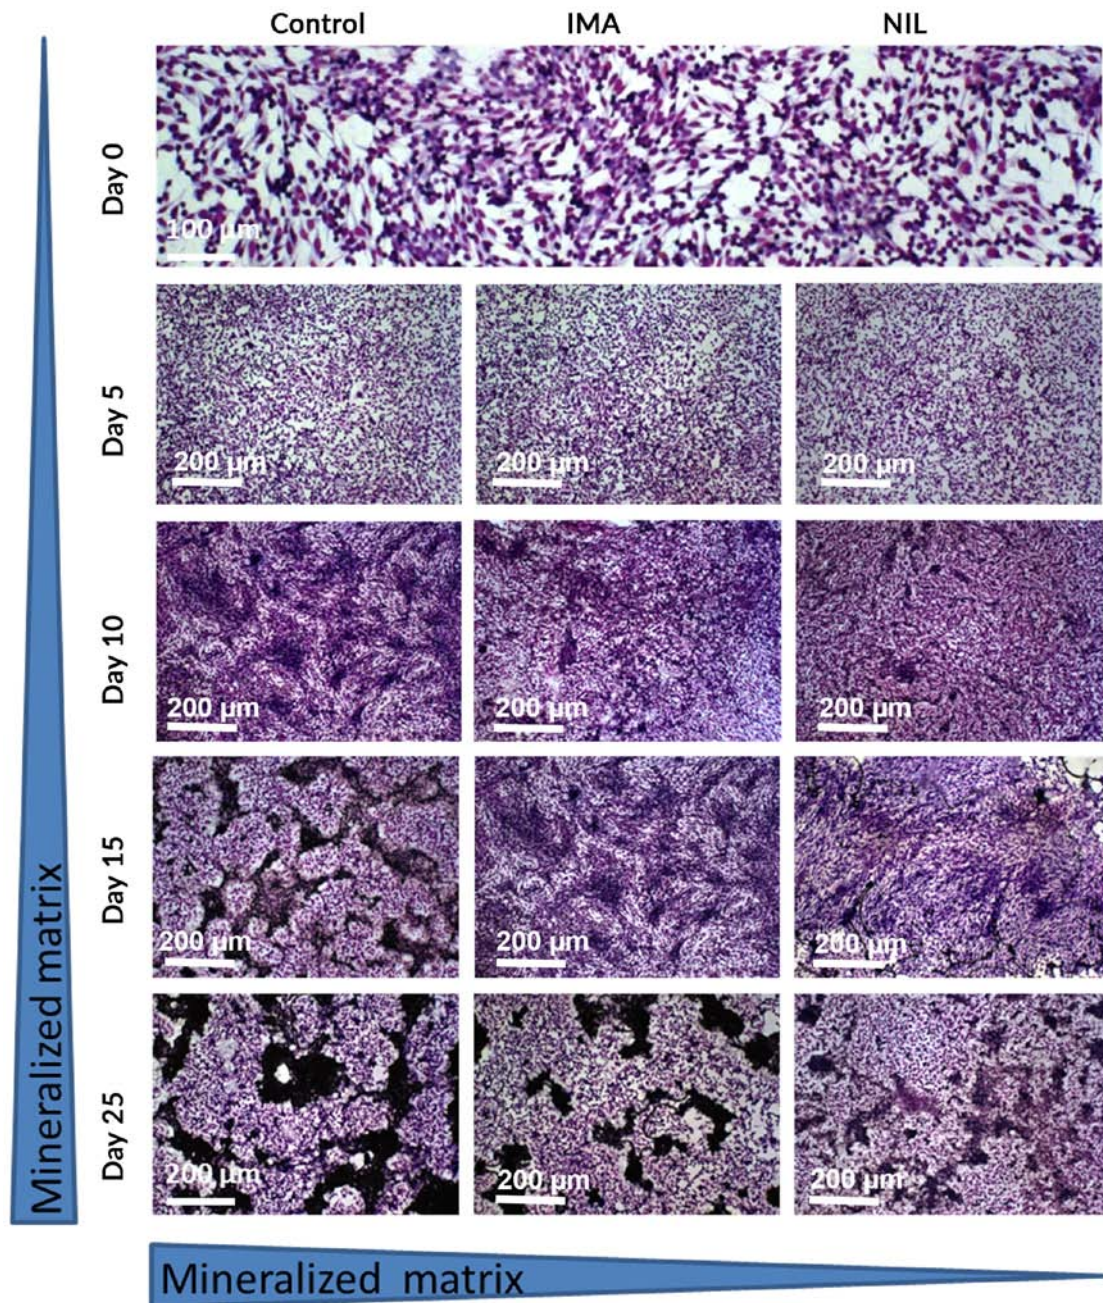 Control IMA NIL
Day 0
100 µm
Day 5
200 µm 200 µm 200 µm
Day 10
200 µm 200 µm 200 µm
Day 15
200 µm 200 µm 200 µm
Day 25
200 µm 200 µm 200 µm
Mineralized matrix
Mineralized matrix